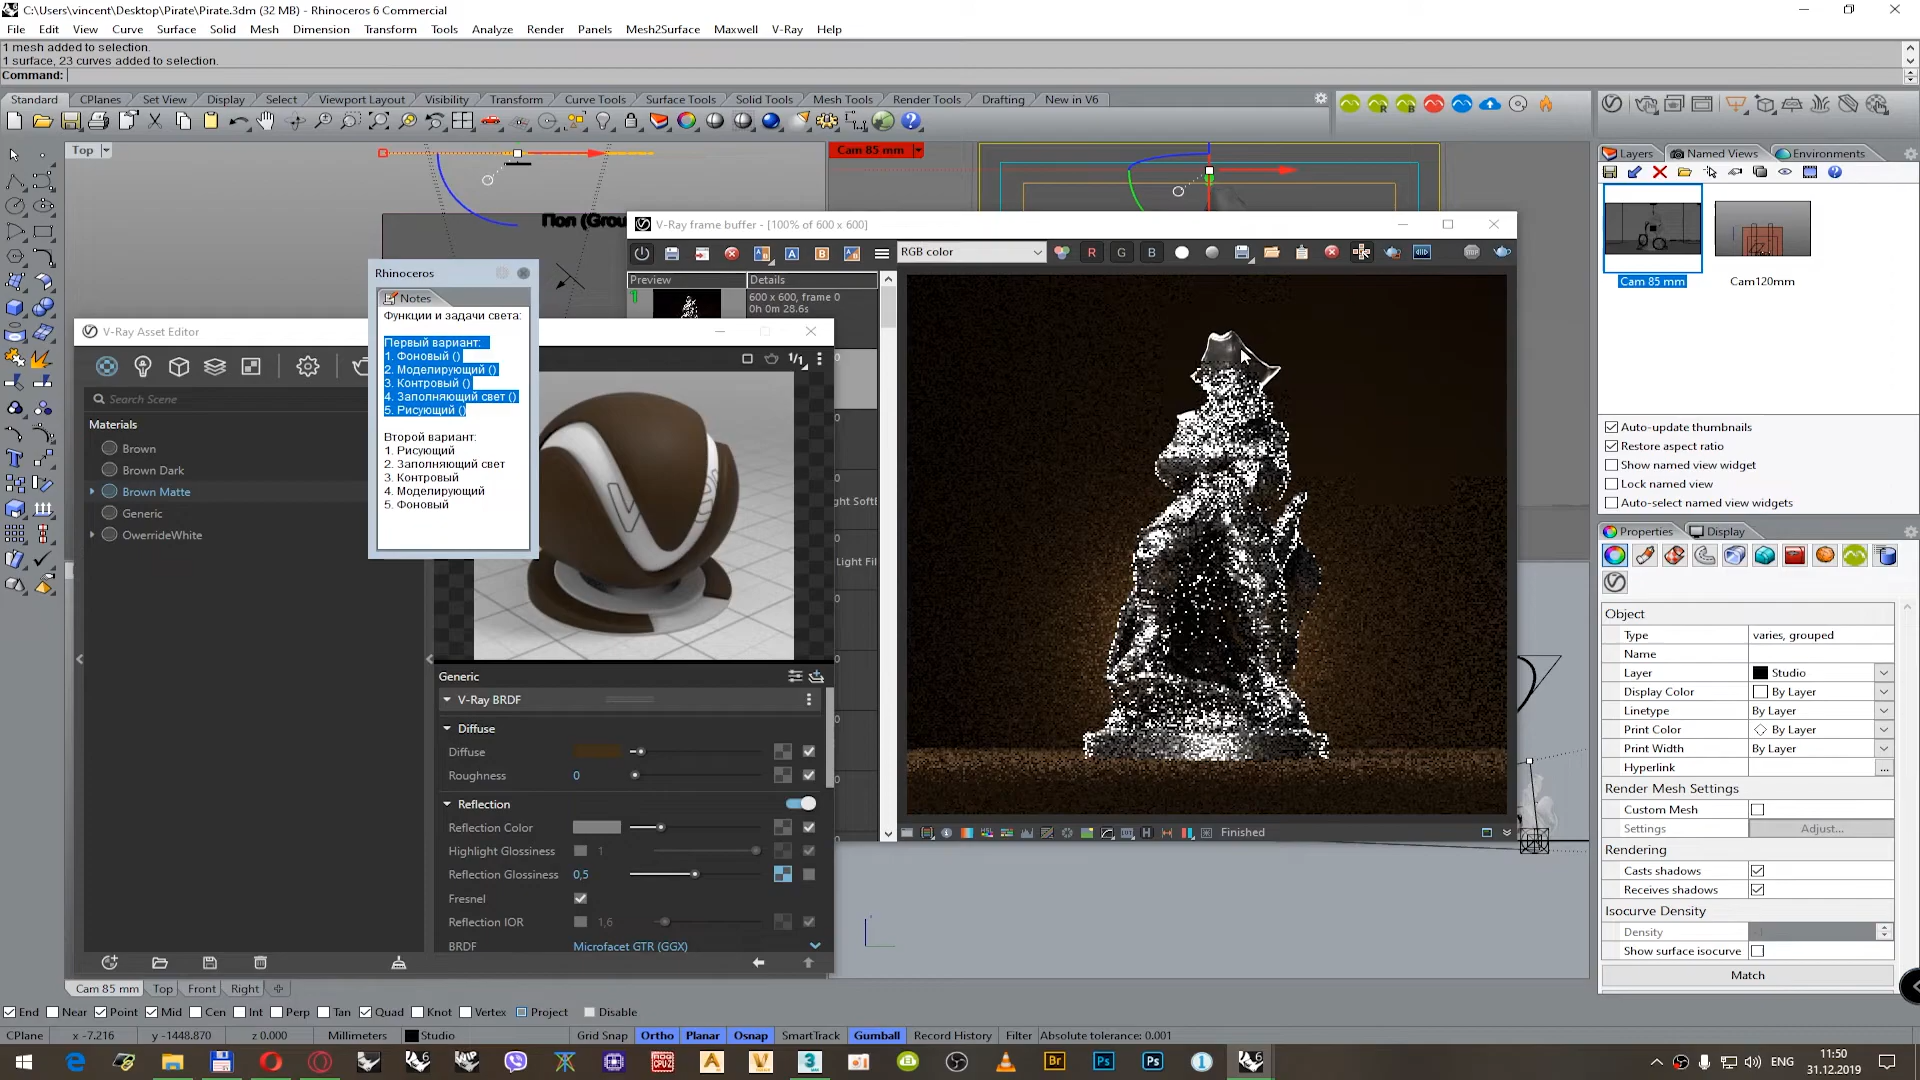 C:\Users\vincent\Desktop\Pirate\Pirate.3dm (32 MB) - Rhinoceros 6 Commercial
File Edit View Curve Surface Solid Mesh Dimension Transform Tools Analyze Render Panels Mesh2Surface Maxwell V-Ray Help
1 mesh added to selection.
1 surface, 23 curves added to selection.
Command:
Standard CPlanes Set View Display Select Viewport Layout Visibility Transform Curve Tools Surface Tools Solid Tools Mesh Tools Render Tools Drafting New in V6
Top
Cam 85 mm
Пол (Grou
Layers Named Views Environments
Cam 85 mm
Cam120mm
Auto-update thumbnails
Restore aspect ratio
Show named view widget
Lock named view
Auto-select named view widgets
V-Ray frame buffer - [100% of 600 x 600]
RGB color
R G B
Preview Details
600 x 600, frame 0
0h 0m 28.6s
ght SoftB
Light Fil
Finished
Rhinoceros
Notes
Функции и задачи света:
Первый вариант:
1. Фоновый ()
2. Моделирующий ()
3. Контровый ()
4. Заполняющий свет ()
5. Рисующий ()
Второй вариант:
1. Рисующий
2. Заполняющий свет
3. Контровый
4. Моделирующий
5. Фоновый
V-Ray Asset Editor
1/1
Search Scene
Materials
Brown
Brown Dark
Brown Matte
Generic
OwerrideWhite
Generic
V-Ray BRDF
Diffuse
Diffuse
Roughness 0
Reflection
Reflection Color
Highlight Glossiness 1
Reflection Glossiness 0,5
Fresnel
Reflection IOR 1,6
BRDF Microfacet GTR (GGX)
Properties Display
Object
Type varies, grouped
Name
Layer Studio
Display Color By Layer
Linetype By Layer
Print Color By Layer
Print Width By Layer
Hyperlink ...
Render Mesh Settings
Custom Mesh
Settings Adjust...
Rendering
Casts shadows
Receives shadows
Isocurve Density
Density
Show surface isocurve
Match
Cam 85 mm Top Front Right
End Near Point Mid Cen Int Perp Tan Quad Knot Vertex Project Disable
CPlane x -7.216 y -1448.870 z 0.000 Millimeters Studio Grid Snap Ortho Planar Osnap SmartTrack Gumball Record History Filter Absolute tolerance: 0.001
ENG
11:50
31.12.2019